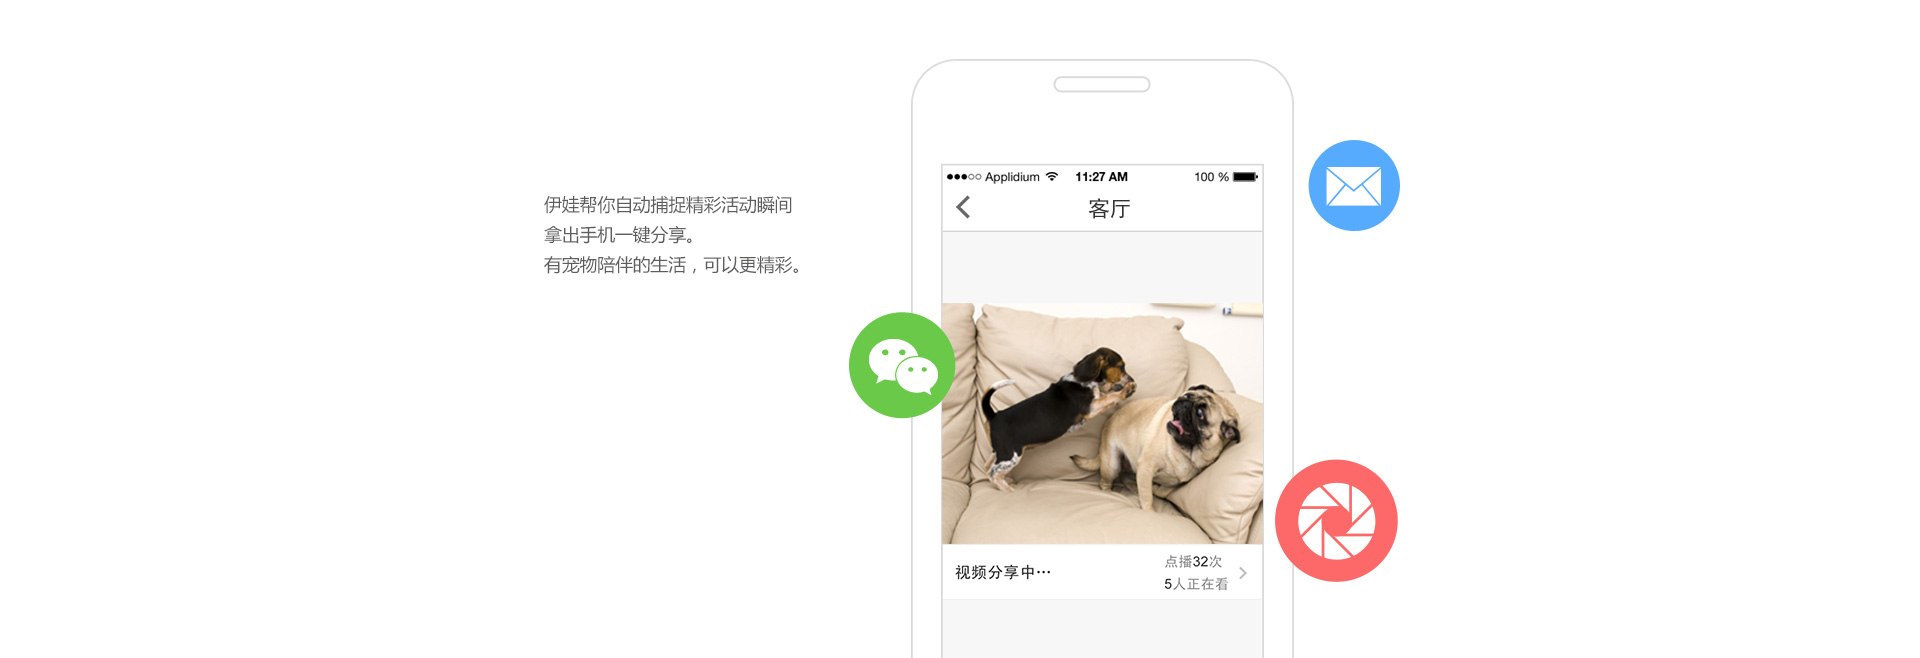 伊娃帮你自动捕捉精彩活动瞬间
拿出手机一键分享。
有宠物陪伴的生活，可以更精彩。
Applidium 11:27 AM 100 %
客厅
视频分享中···
点播32次
5人正在看